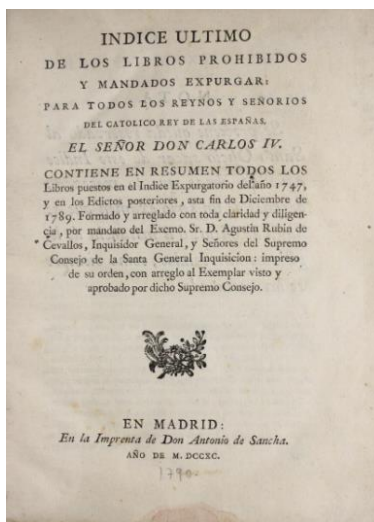 INDICE ULTIMO
DE LOS LIBROS PROHIBIDOS
Y MANDADOS EXPURGAR:
PARA TODOS LOS REYNOS Y SEÑORIOS
DEL CATOLICO REY DE LAS ESPAÑAS,
EL SEÑOR DON CARLOS IV.
CONTIENE EN RESUMEN TODOS LOS
Libros puestos en el Indice Expurgatorio del año 1747,
y en los Edictos posteriores, asta fin de Diciembre de
1789. Formado y arreglado con toda claridad y diligen-
cia, por mandato del Excmo. Sr. D. Agustin Rubin de
Cevallos, Inquisidor General, y Señores del Supremo
Consejo de la Santa General Inquisicion: impreso
de su orden, con arreglo al Exemplar visto y
aprobado por dicho Supremo Consejo.
EN MADRID:
En la Imprenta de Don Antonio de Sancha.
AÑO DE M. DCCXC.
1790